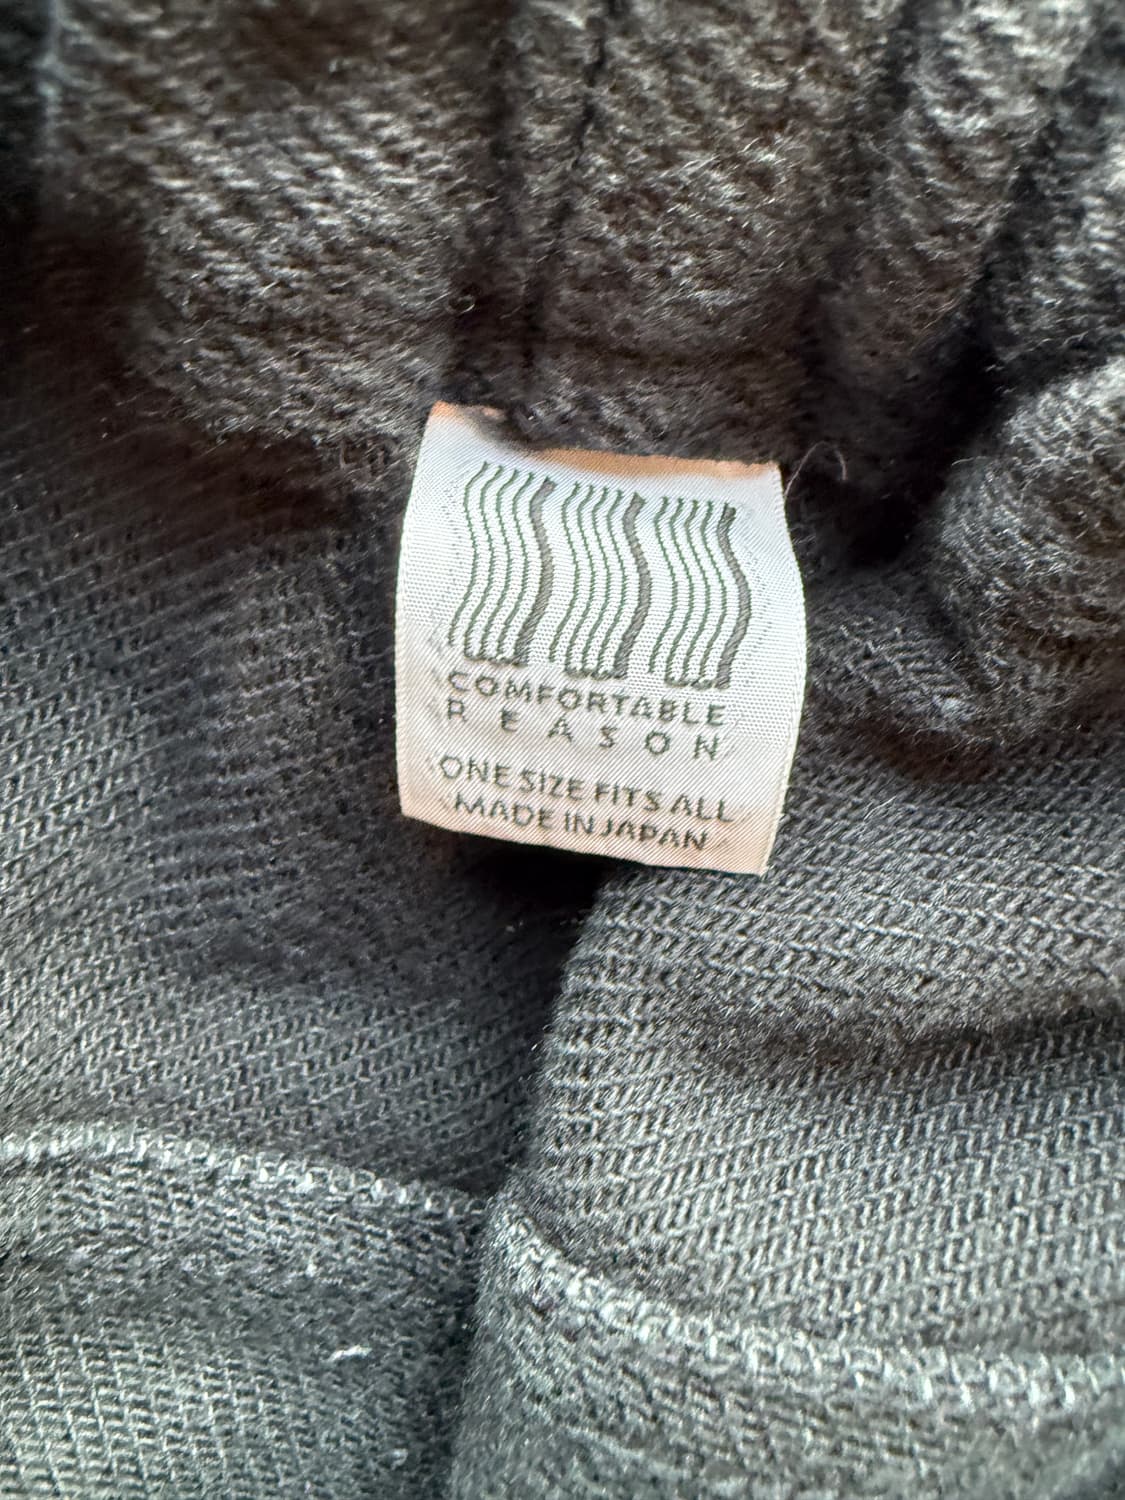 COMFORTABLE
REASON
ONE SIZE FITS ALL
MADE IN JAPAN